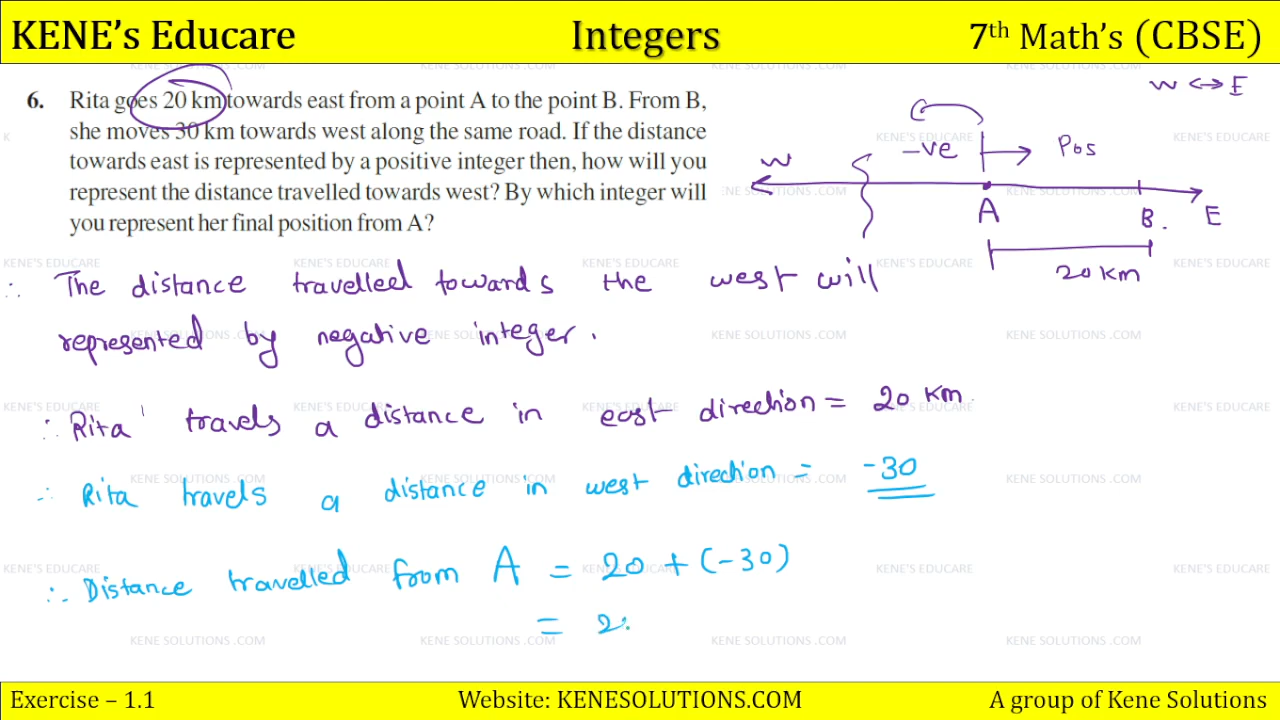 KENE's Educare Integers 7th Math's (CBSE)
6. Rita goes 20 km towards east from a point A to the point B. From B,
she moves 30 km towards west along the same road. If the distance
towards east is represented by a positive integer then, how will you
represent the distance travelled towards west? By which integer will
you represent her final position from A?
W ↔ E
-ve Pos
W
A B. E
20 km
∴ The distance travelled towards the west will
represented by negative integer.
∴ Rita travels a distance in east direction = 20 km
∴ Rita travels a distance in west direction = -30
∴ Distance travelled from A = 20 + (-30)
= 2
Exercise – 1.1 Website: KENESOLUTIONS.COM A group of Kene Solutions